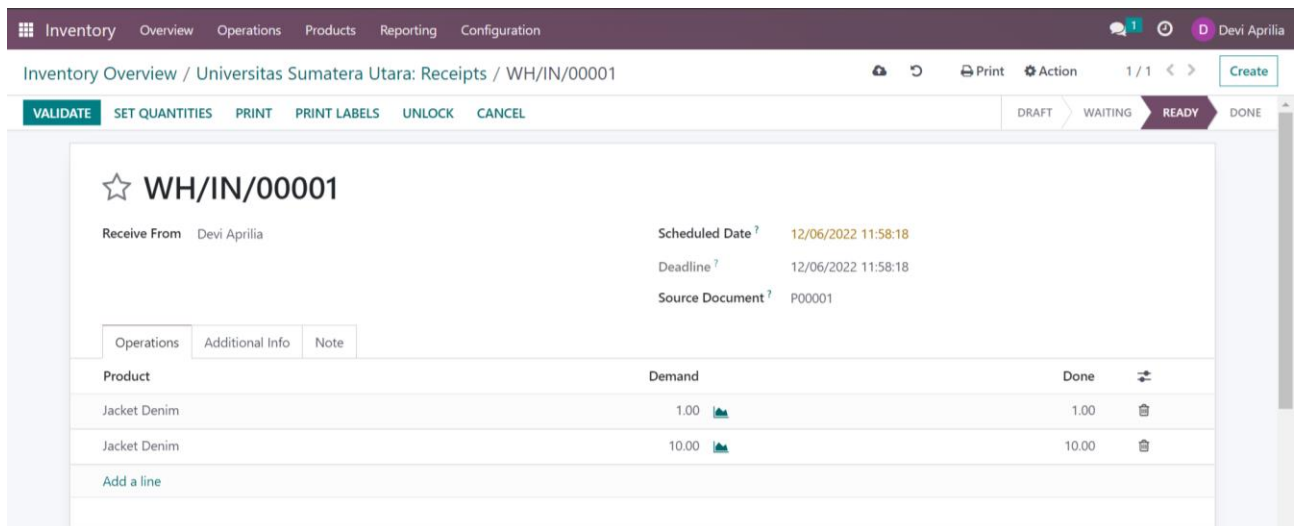 Inventory Overview Operations Products Reporting Configuration 1 D Devi Aprilia
Inventory Overview / Universitas Sumatera Utara: Receipts / WH/IN/00001 Print Action 1 / 1 Create
VALIDATE SET QUANTITIES PRINT PRINT LABELS UNLOCK CANCEL DRAFT WAITING READY DONE
WH/IN/00001
Receive From Devi Aprilia Scheduled Date ? 12/06/2022 11:58:18
Deadline ? 12/06/2022 11:58:18
Source Document ? P00001
Operations Additional Info Note
Product Demand Done
Jacket Denim 1.00 1.00
Jacket Denim 10.00 10.00
Add a line